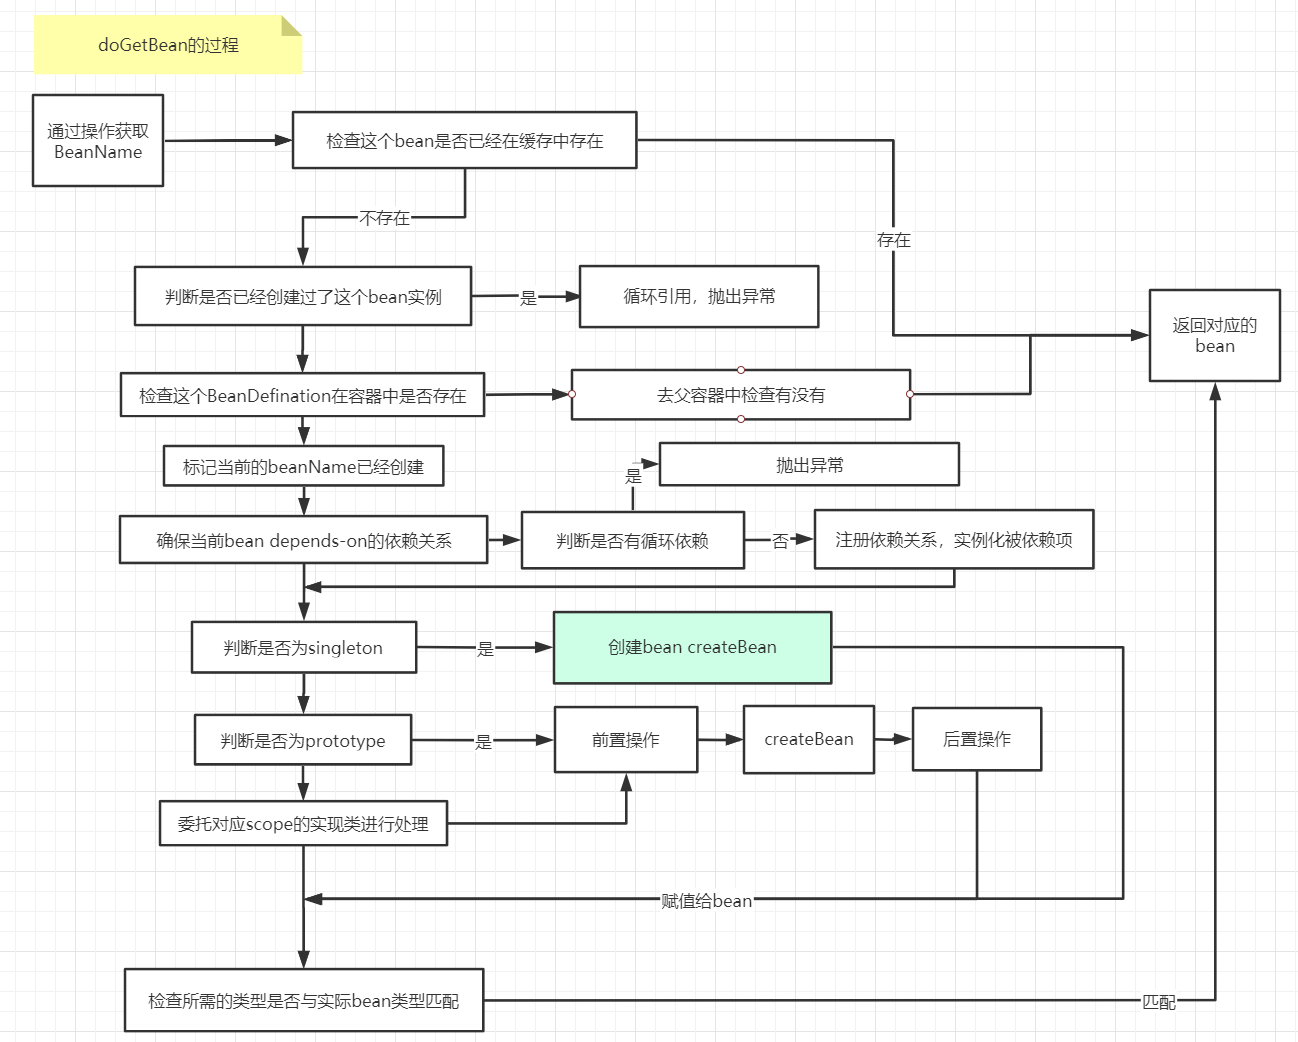 doGetBean的过程
通过操作获取
BeanName
检查这个bean是否已经在缓存中存在
不存在
存在
判断是否已经创建过了这个bean实例
是
循环引用，抛出异常
返回对应的
bean
检查这个BeanDefination在容器中是否存在
去父容器中检查有没有
标记当前的beanName已经创建
是
抛出异常
确保当前bean depends-on的依赖关系
判断是否有循环依赖
否
注册依赖关系，实例化被依赖项
判断是否为singleton
是
创建bean createBean
判断是否为prototype
是
前置操作
createBean
后置操作
委托对应scope的实现类进行处理
赋值给bean
检查所需的类型是否与实际bean类型匹配
匹配